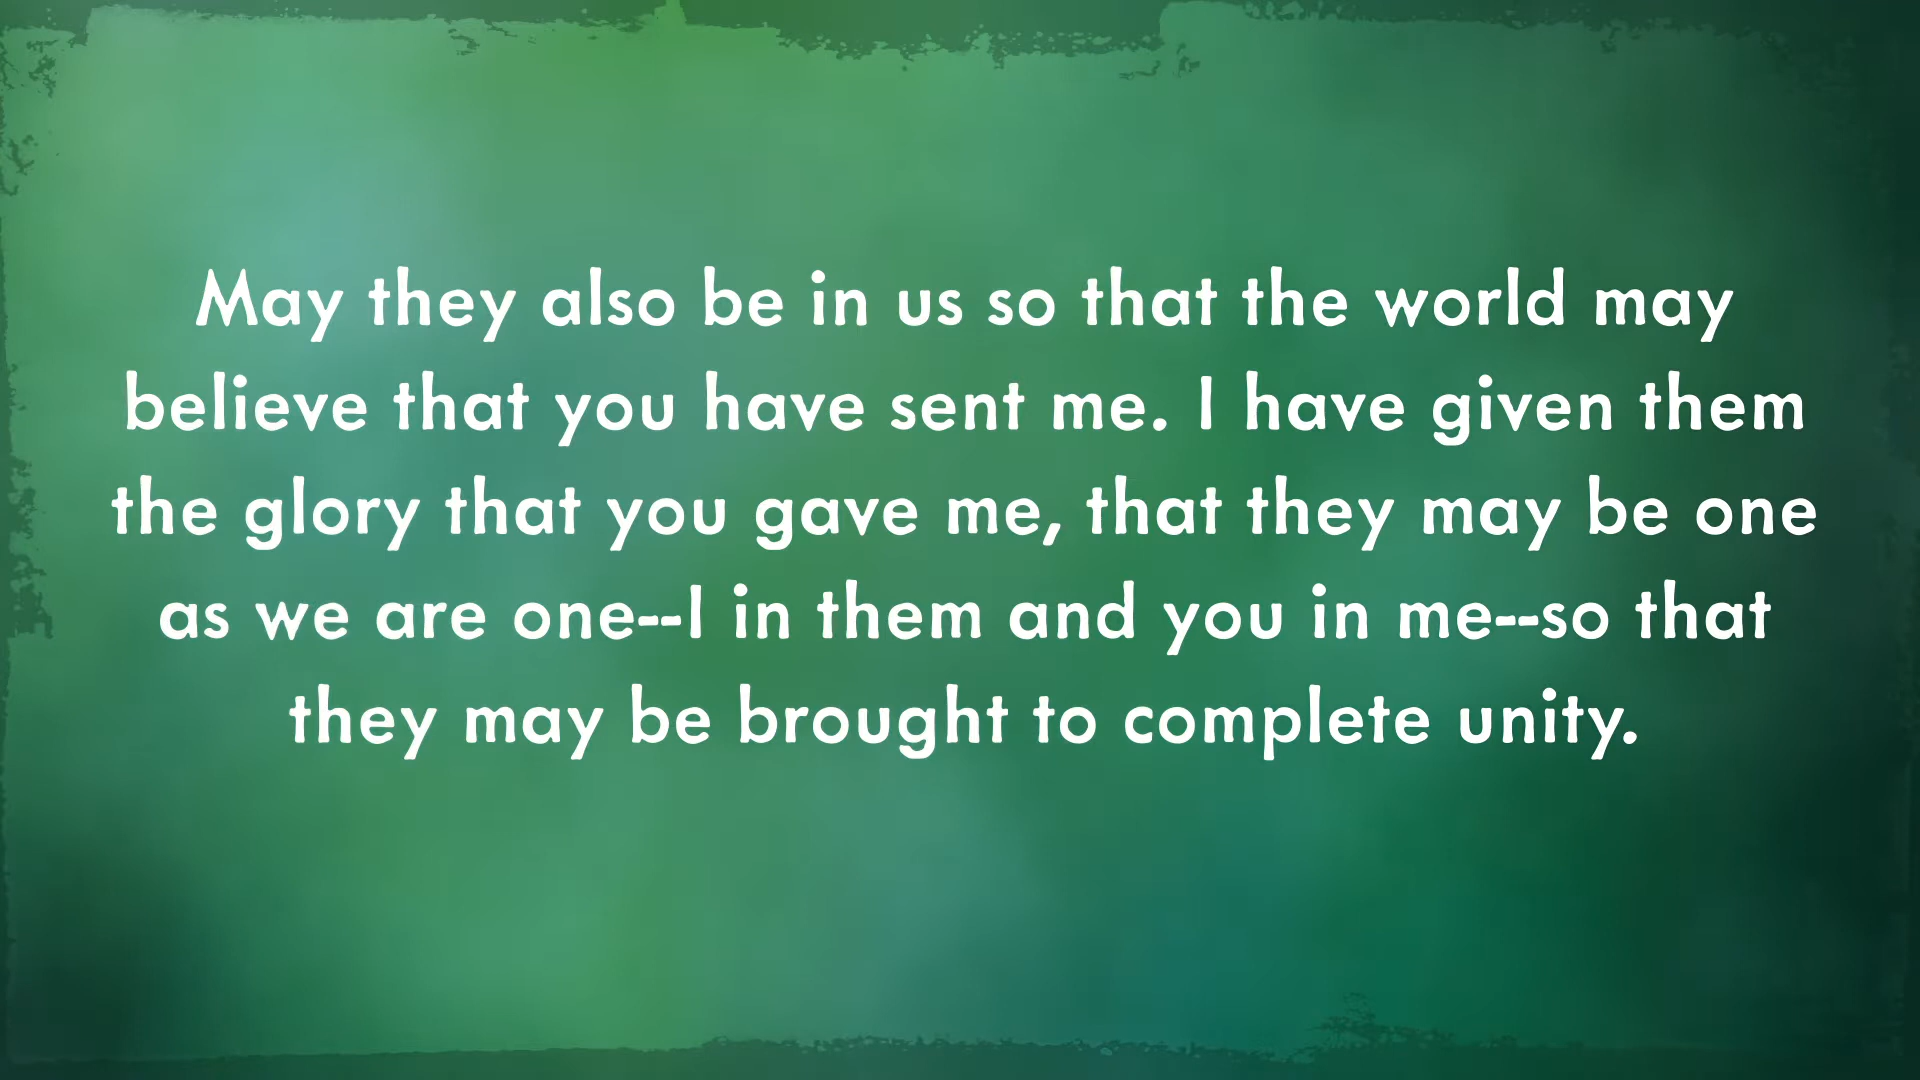 May they also be in us so that the world may
believe that you have sent me. I have given them
the glory that you gave me, that they may be one
as we are one--I in them and you in me--so that
they may be brought to complete unity.